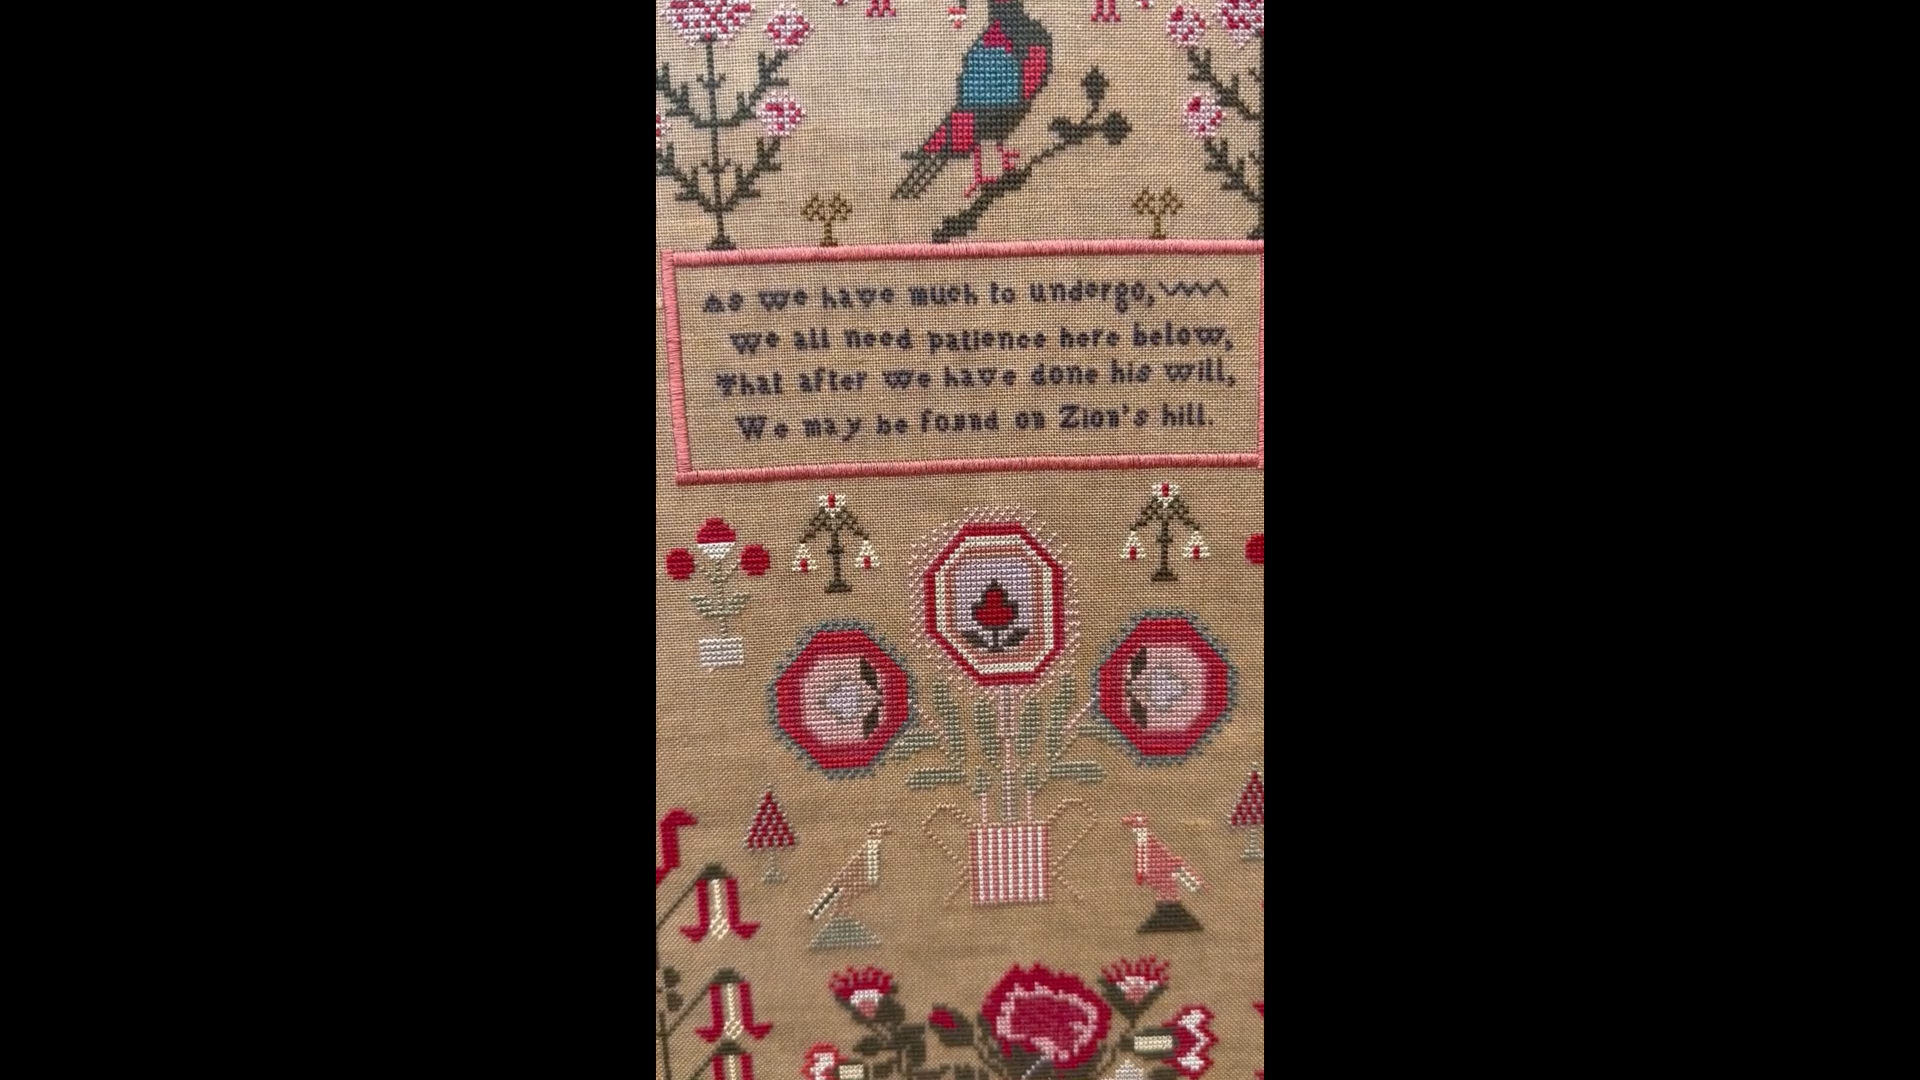 As we have much to undergo,
We all need patience here below,
That after we have done his will,
We may be found on Zion's hill.